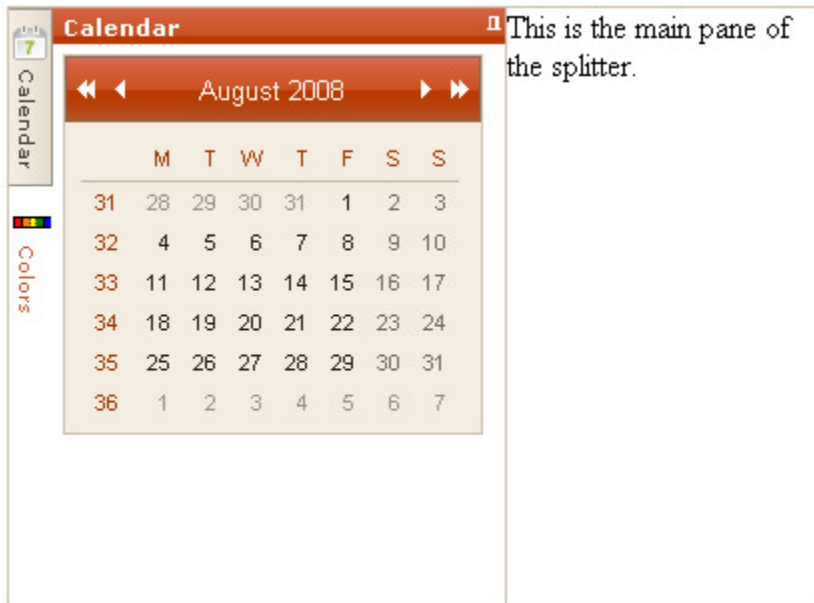 7
Calendar
Colors
Calendar
August 2008
M T W T F S S
31 28 29 30 31 1 2 3
32 4 5 6 7 8 9 10
33 11 12 13 14 15 16 17
34 18 19 20 21 22 23 24
35 25 26 27 28 29 30 31
36 1 2 3 4 5 6 7
This is the main pane of
the splitter.